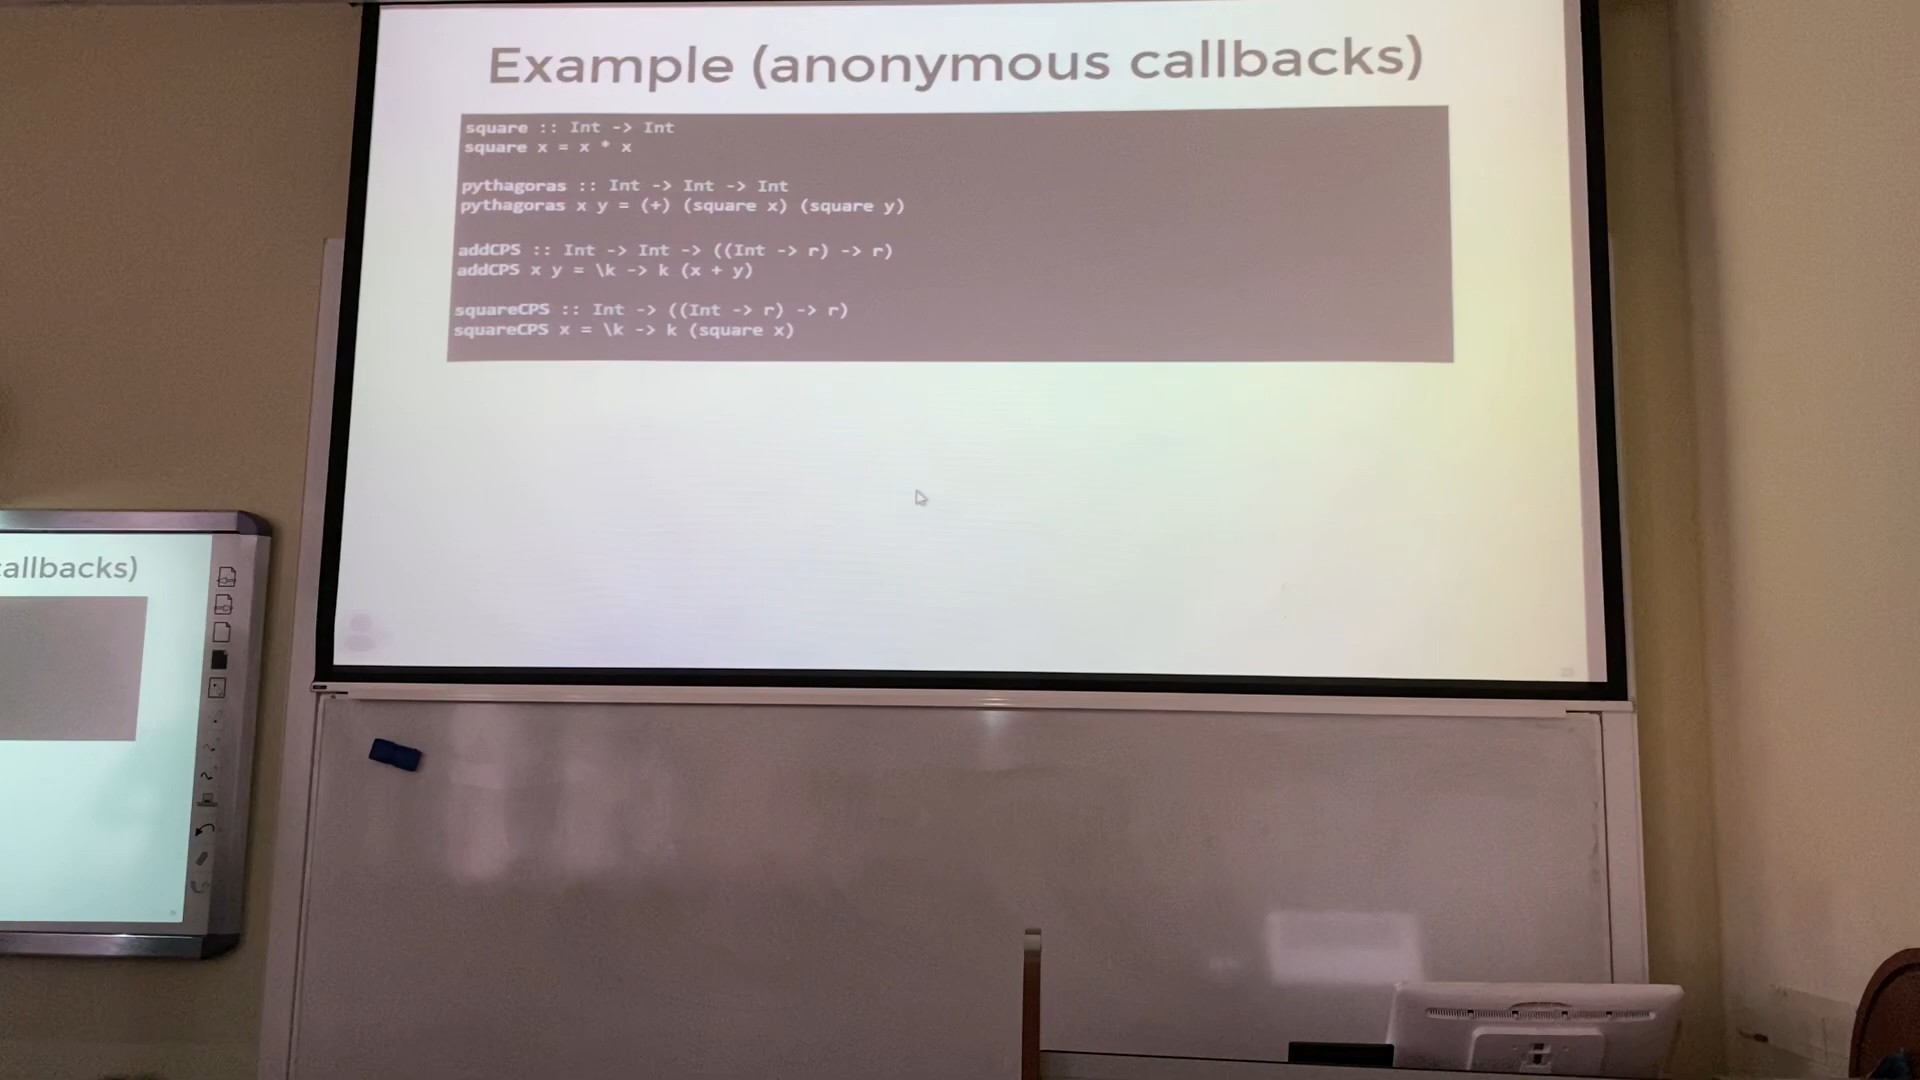 Example (anonymous callbacks)
square :: Int -> Int
square x = x * x
pythagoras :: Int -> Int -> Int
pythagoras x y = (+) (square x) (square y)
addCPS :: Int -> Int -> ((Int -> r) -> r)
addCPS x y = \k -> k (x + y)
squareCPS :: Int -> ((Int -> r) -> r)
squareCPS x = \k -> k (square x)
callbacks)